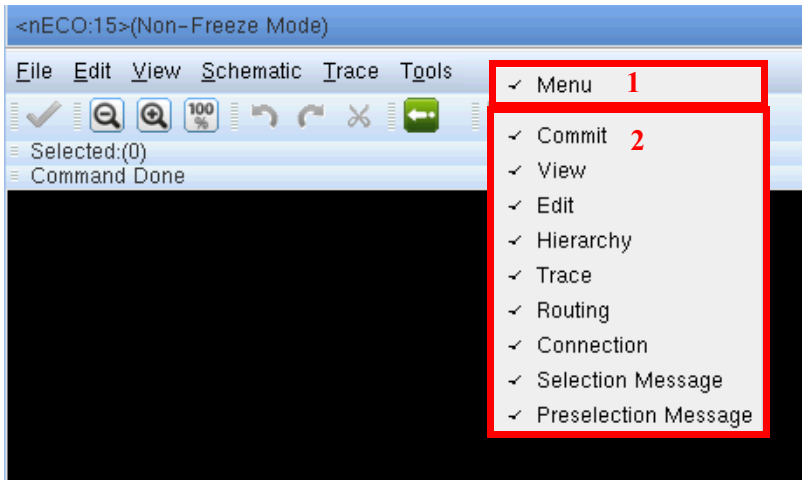 <nECO:15>(Non-Freeze Mode)
File Edit View Schematic Trace Tools
100%
Selected:(0)
Command Done
Menu 1
Commit 2
View
Edit
Hierarchy
Trace
Routing
Connection
Selection Message
Preselection Message